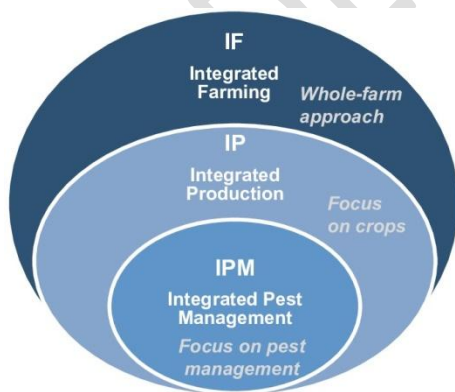 IF
Integrated
Farming
Whole-farm
approach
IP
Integrated
Production
Focus
on crops
IPM
Integrated Pest
Management
Focus on pest
management